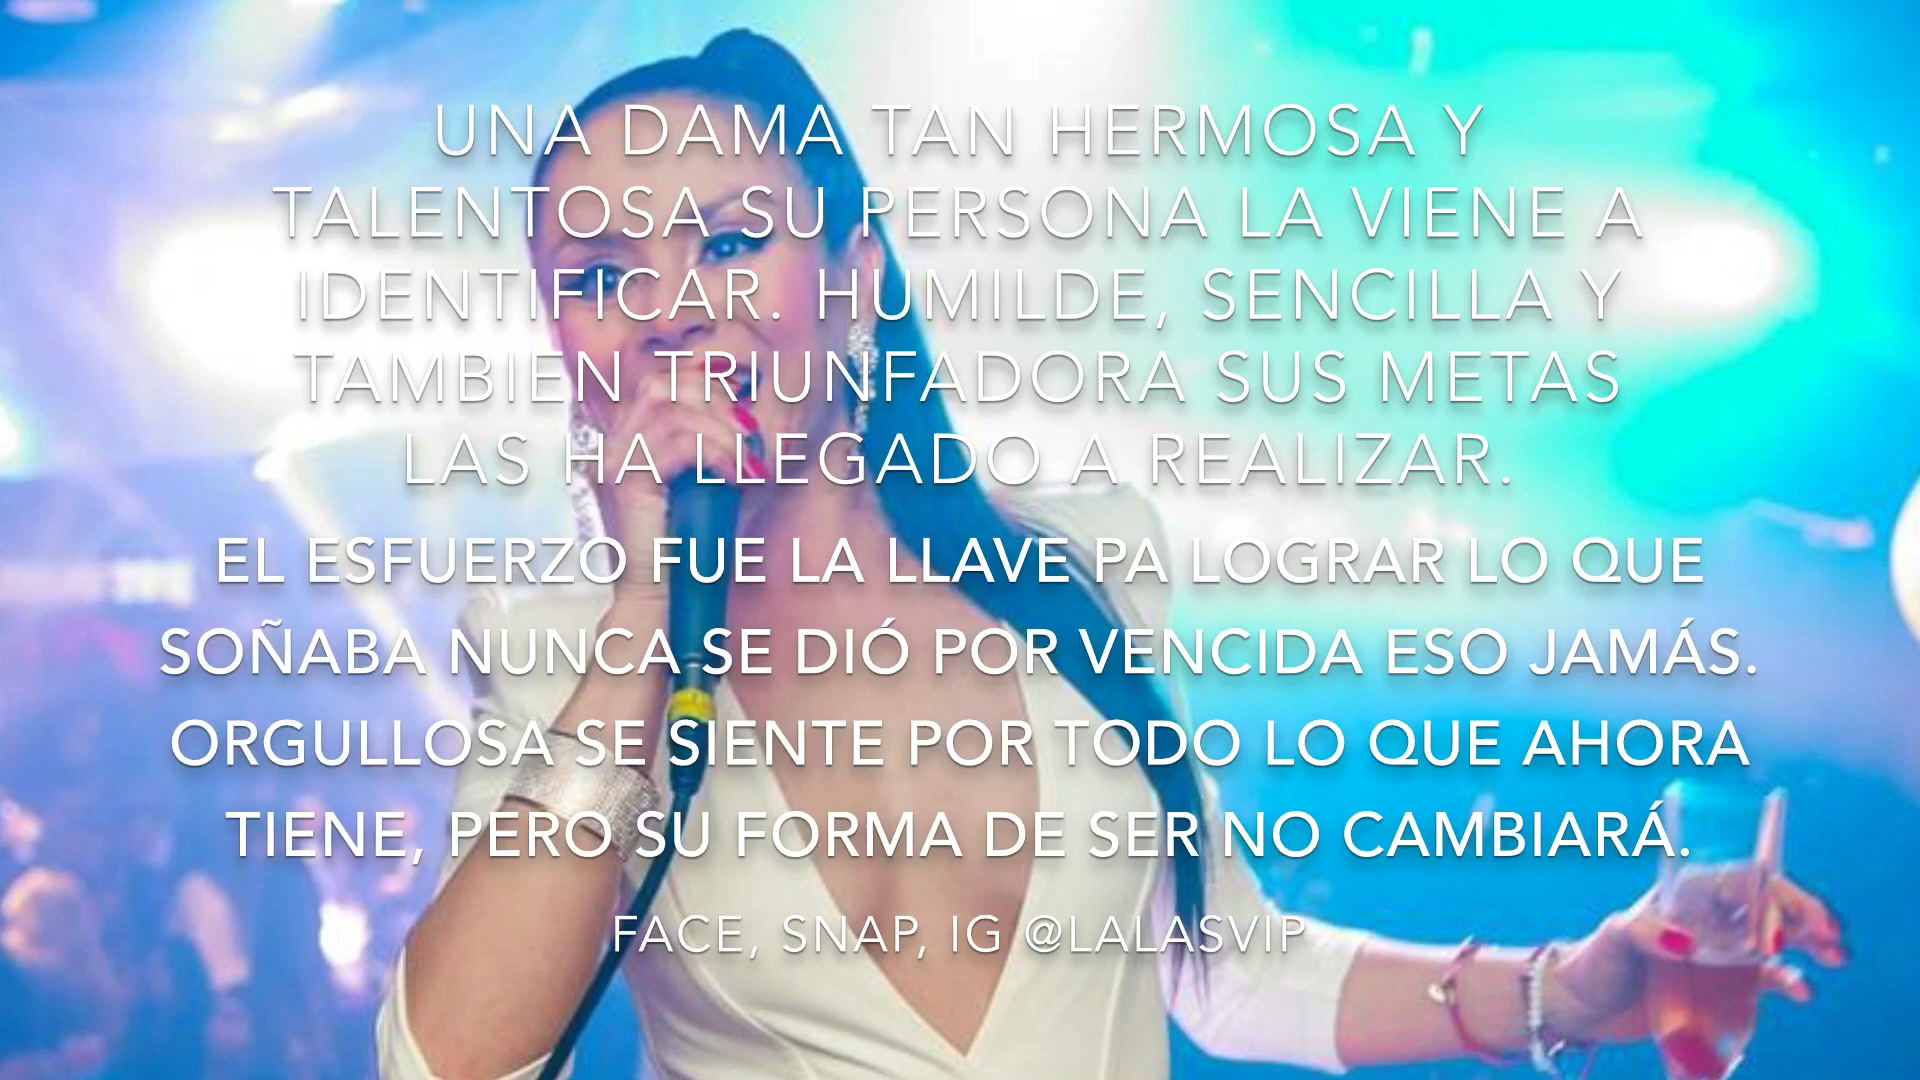 UNA DAMA TAN HERMOSA Y
TALENTOSA SU PERSONA LA VIENE A
IDENTIFICAR. HUMILDE, SENCILLA Y
TAMBIEN TRIUNFADORA SUS METAS
LAS HA LLEGADO A REALIZAR.
EL ESFUERZO FUE LA LLAVE PA LOGRAR LO QUE
SOÑABA NUNCA SE DIÓ POR VENCIDA ESO JAMÁS.
ORGULLOSA SE SIENTE POR TODO LO QUE AHORA
TIENE, PERO SU FORMA DE SER NO CAMBIARÁ.
FACE, SNAP, IG @LALASVIP